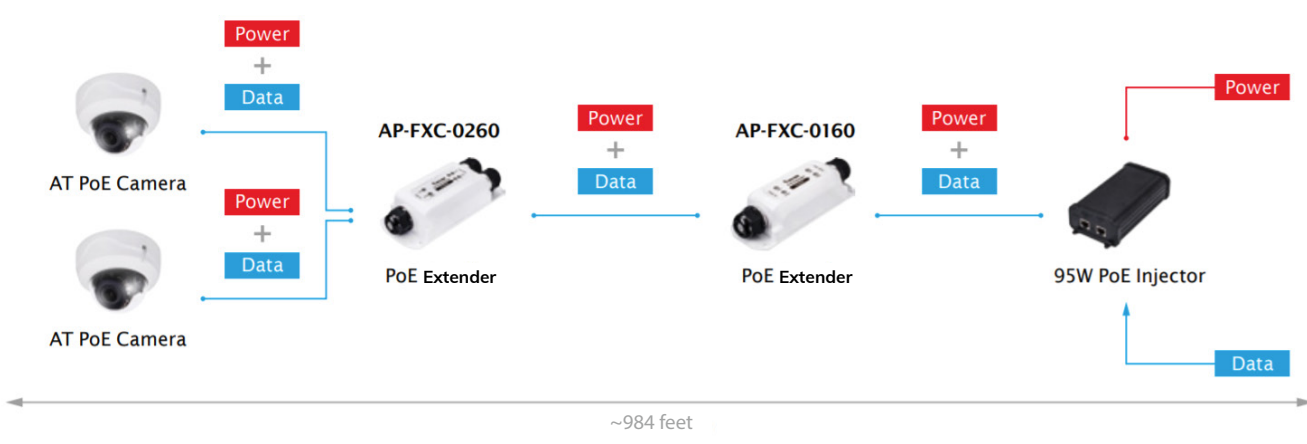 Power
+
Data
AT PoE Camera
Power
+
Data
AT PoE Camera
AP-FXC-0260
PoE Extender
Power
+
Data
AP-FXC-0160
PoE Extender
Power
+
Data
Power
95W PoE Injector
Data
~984 feet